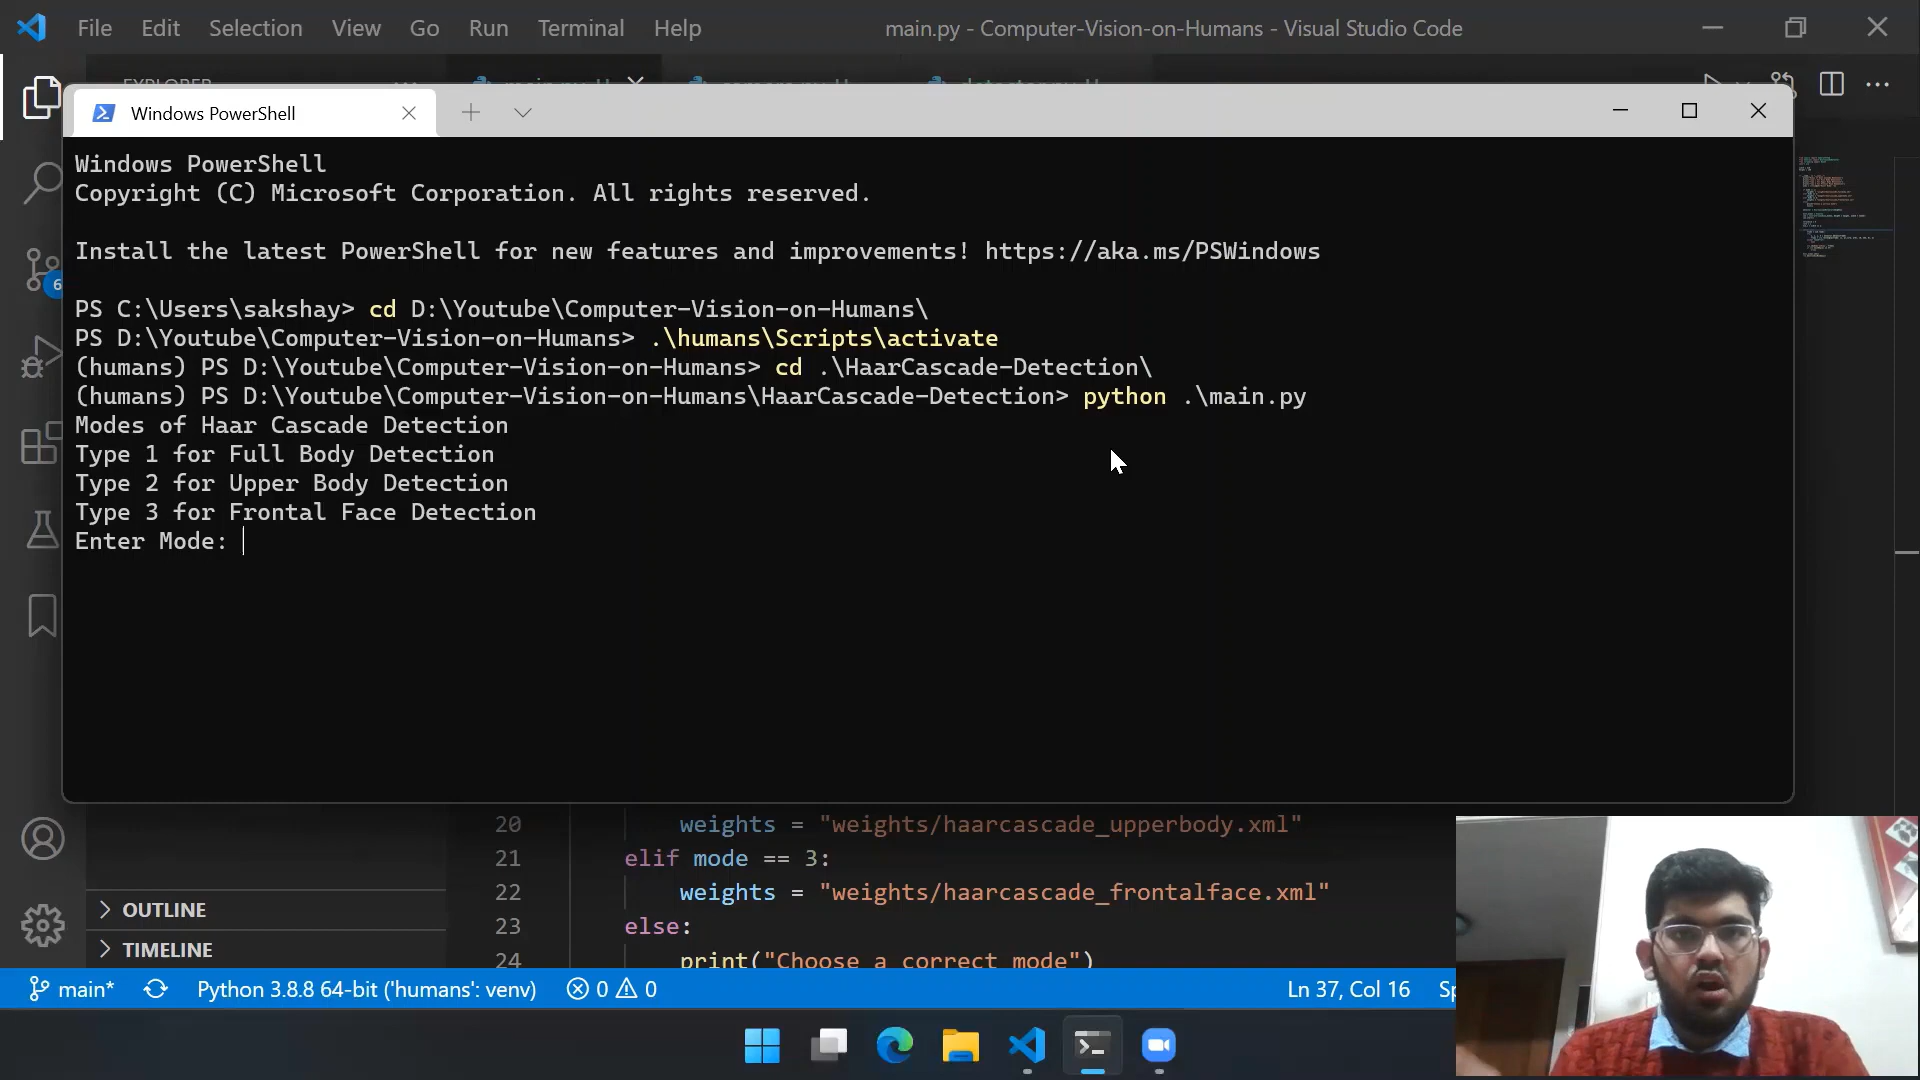 File Edit Selection View Go Run Terminal Help main.py - Computer-Vision-on-Humans - Visual Studio Code
EXPLORER
Windows PowerShell
Windows PowerShell
Copyright (C) Microsoft Corporation. All rights reserved.
Install the latest PowerShell for new features and improvements! https://aka.ms/PSWindows
PS C:\Users\sakshay> cd D:\Youtube\Computer-Vision-on-Humans\
PS D:\Youtube\Computer-Vision-on-Humans> .\humans\Scripts\activate
(humans) PS D:\Youtube\Computer-Vision-on-Humans> cd .\HaarCascade-Detection\
(humans) PS D:\Youtube\Computer-Vision-on-Humans\HaarCascade-Detection> python .\main.py
Modes of Haar Cascade Detection
Type 1 for Full Body Detection
Type 2 for Upper Body Detection
Type 3 for Frontal Face Detection
Enter Mode:
6
20 weights = "weights/haarcascade_upperbody.xml"
21 elif mode == 3:
22 weights = "weights/haarcascade_frontalface.xml"
23 else:
24 print("Choose a correct mode")
OUTLINE
TIMELINE
main* Python 3.8.8 64-bit ('humans': venv) 0 0 Ln 37, Col 16 Sp